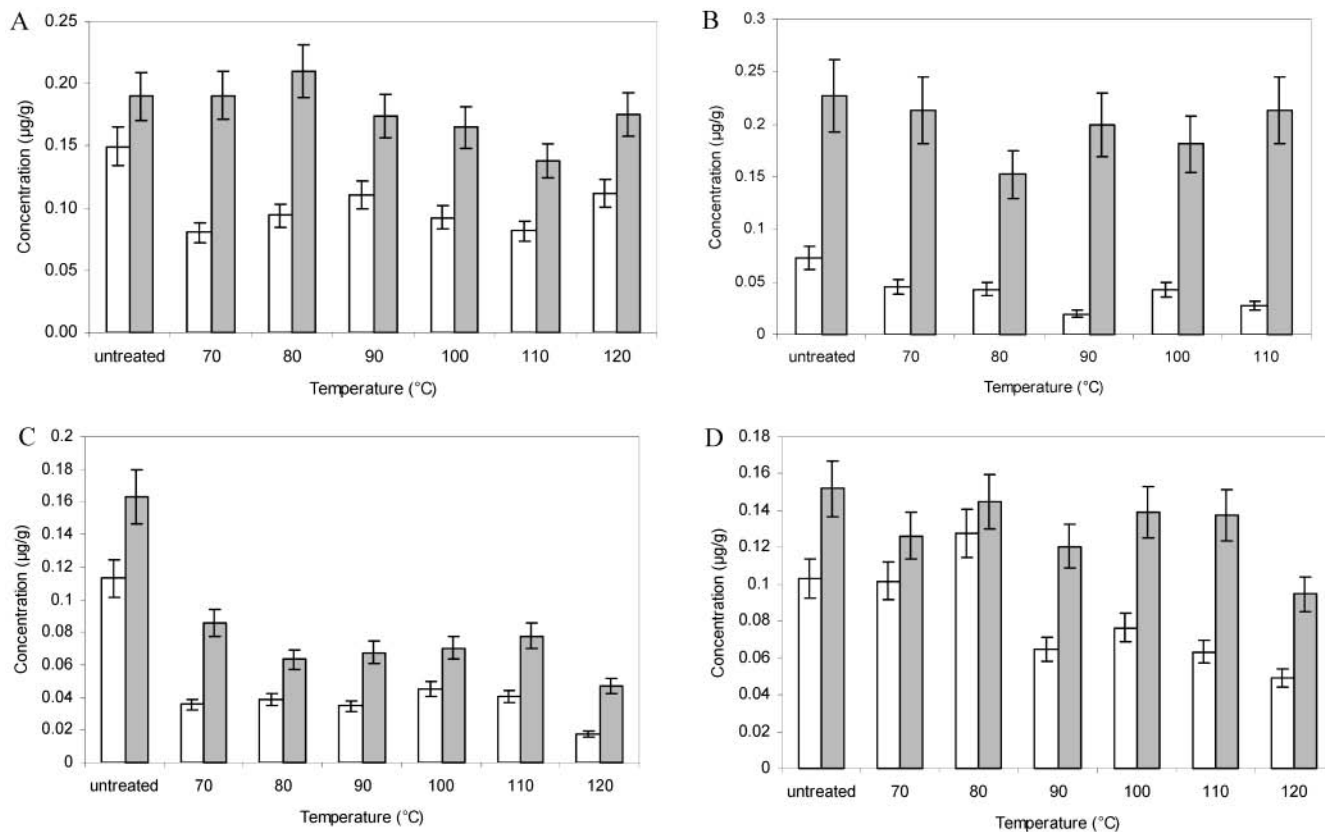 A
Concentration (µg/g)
0.25
0.20
0.15
0.10
0.05
0.00
untreated 70 80 90 100 110 120
Temperature (°C)
B
Concentration (µg/g)
0.3
0.25
0.2
0.15
0.1
0.05
0
untreated 70 80 90 100 110
Temperature (°C)
C
Concentration (µg/g)
0.2
0.18
0.16
0.14
0.12
0.1
0.08
0.06
0.04
0.02
0
untreated 70 80 90 100 110 120
Temperature (°C)
D
Concentration (µg/g)
0.18
0.16
0.14
0.12
0.1
0.08
0.06
0.04
0.02
0
untreated 70 80 90 100 110 120
Temperature (°C)